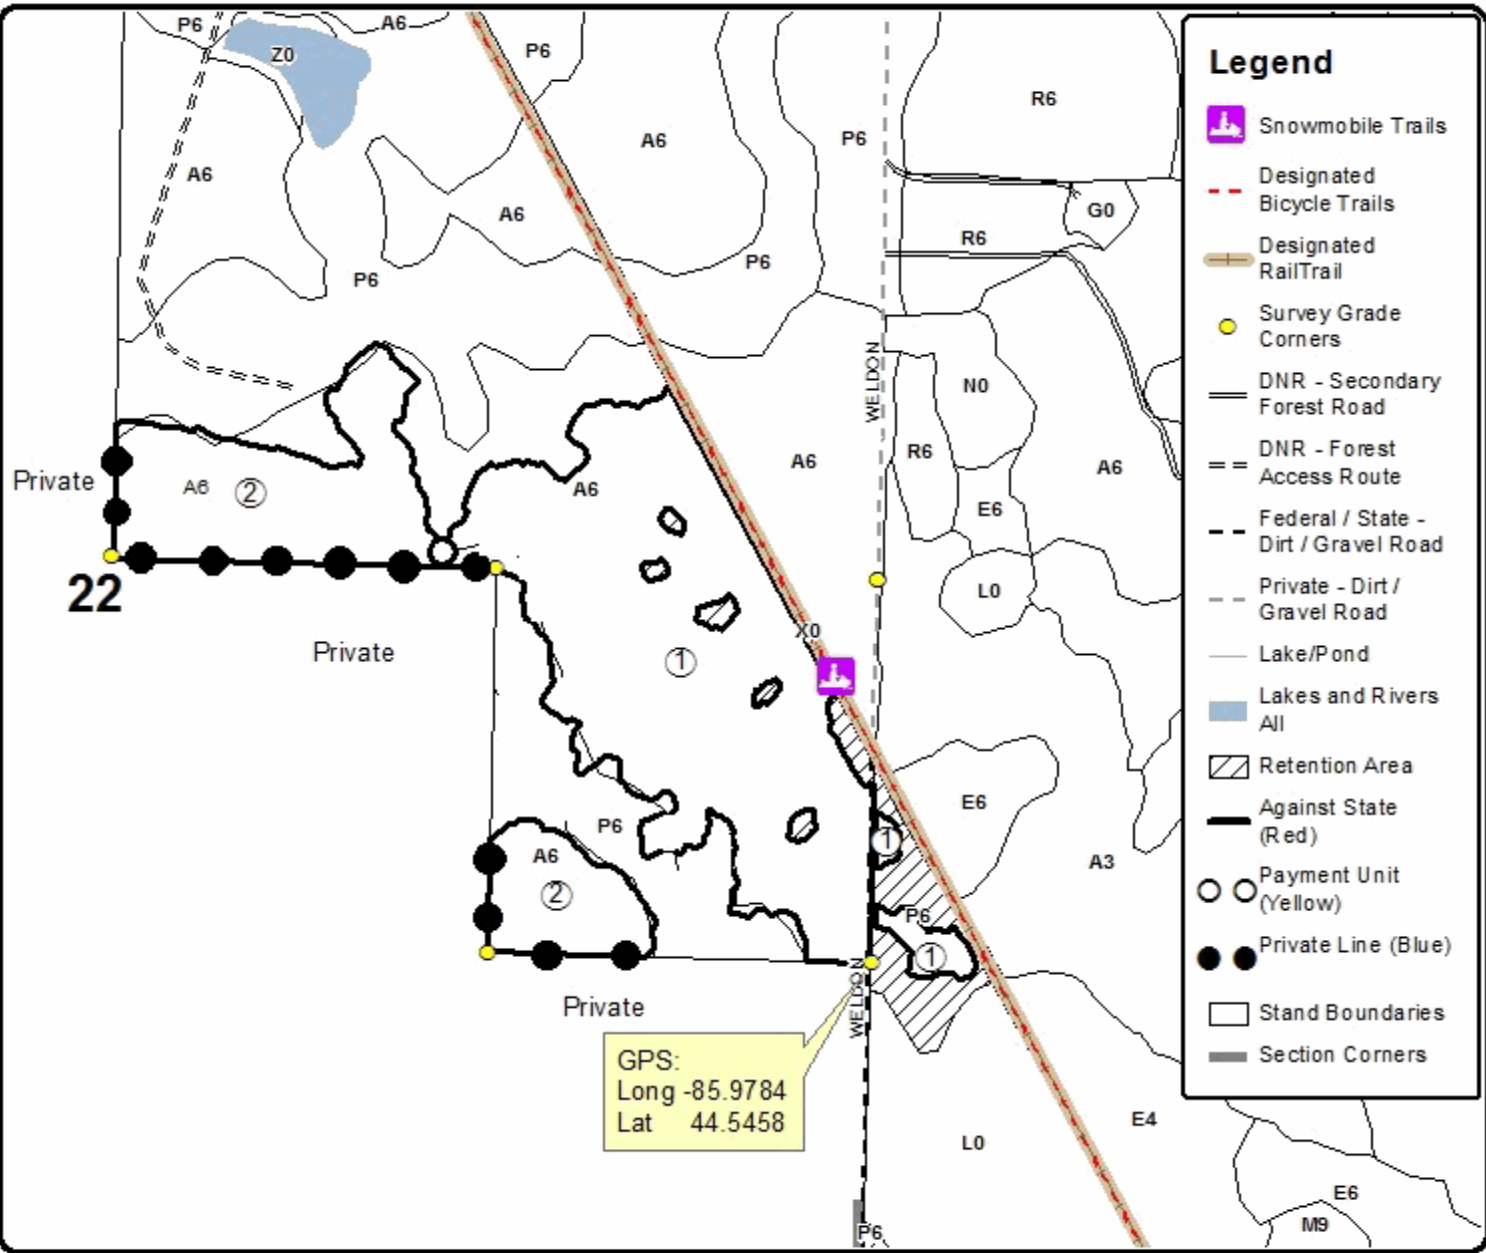 P6
A6
Z0
P6
A6
P6
R6
A6
A6
G0
R6
P6
P6
WELDON
N0
R6
A6
A6
Private
A6
2
A6
E6
22
L0
X0
Private
1
E6
P6
1
A6
A3
2
P6
1
WELDON
Private
GPS:
Long -85.9784
Lat 44.5458
E4
L0
E6
M9
P6
Legend
Snowmobile Trails
Designated
Bicycle Trails
Designated
RailTrail
Survey Grade
Corners
DNR - Secondary
Forest Road
DNR - Forest
Access Route
Federal / State -
Dirt / Gravel Road
Private - Dirt /
Gravel Road
Lake/Pond
Lakes and Rivers
All
Retention Area
Against State
(Red)
Payment Unit
(Yellow)
Private Line (Blue)
Stand Boundaries
Section Corners